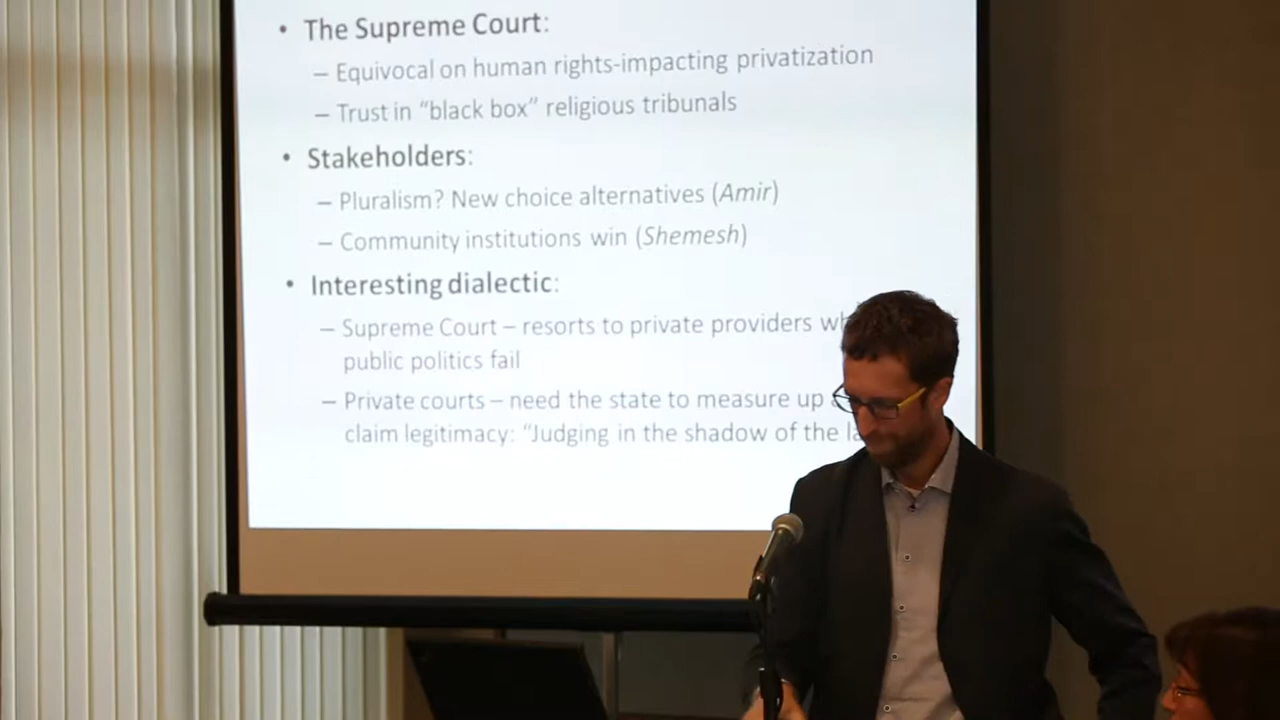 • The Supreme Court:
– Equivocal on human rights-impacting privatization
– Trust in “black box” religious tribunals
• Stakeholders:
– Pluralism? New choice alternatives (Amir)
– Community institutions win (Shemesh)
• Interesting dialectic:
– Supreme Court – resorts to private providers
public politics fail
– Private courts – need the state to measure up
claim legitimacy: “Judging in the shadow of the